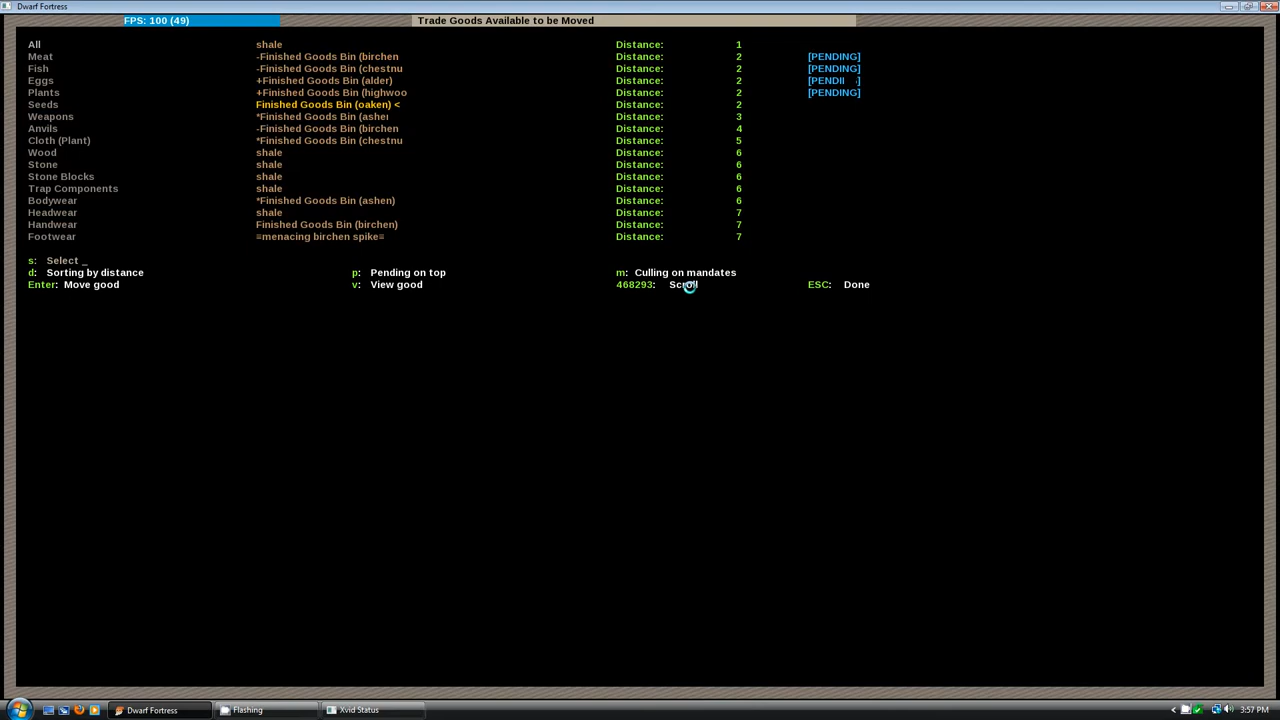 Dwarf Fortress
FPS: 100 (49) Trade Goods Available to be Moved
All shale Distance: 1
Meat -Finished Goods Bin (birchen Distance: 2 [PENDING]
Fish -Finished Goods Bin (chestnu Distance: 2 [PENDING]
Eggs +Finished Goods Bin (alder) Distance: 2
Plants +Finished Goods Bin (highwoo Distance: 2 [PENDING]
Seeds Finished Goods Bin (oaken) < Distance: 2
Weapons *Finished Goods Bin (ashei Distance: 3
Anvils -Finished Goods Bin (birchen Distance: 4
Cloth (Plant) *Finished Goods Bin (chestnu Distance: 5
Wood shale Distance: 6
Stone shale Distance: 6
Stone Blocks shale Distance: 6
Trap Components shale Distance: 6
Bodywear *Finished Goods Bin (ashen) Distance: 6
Headwear shale Distance: 7
Handwear Finished Goods Bin (birchen) Distance: 7
Footwear ≡menacing birchen spike≡ Distance: 7
s: Select _
d: Sorting by distance p: Pending on top m: Culling on mandates
Enter: Move good v: View good 468293: Scroll ESC: Done
Dwarf Fortress Flashing Xvid Status < 3:57 PM